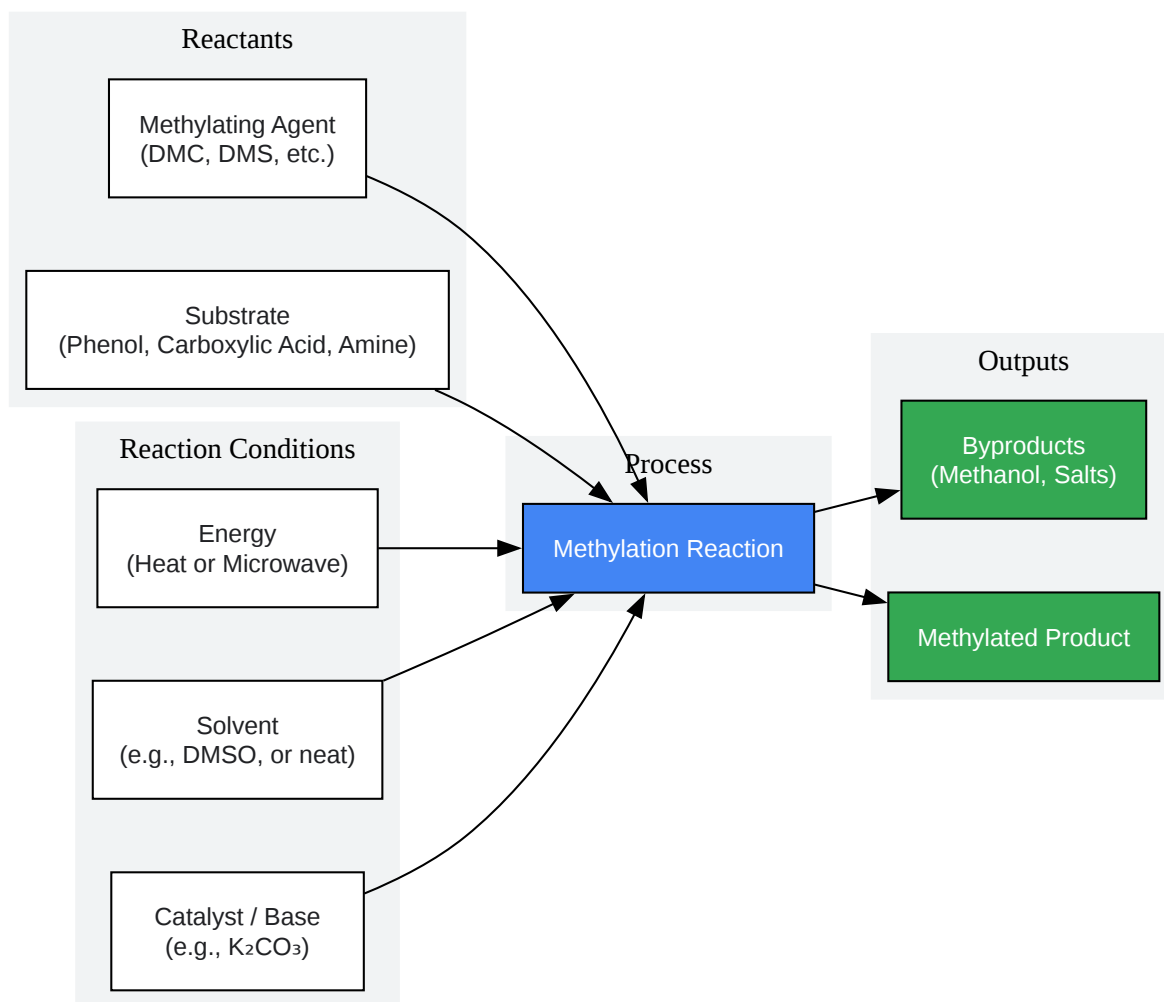 Reactants
Methylating Agent
(DMC, DMS, etc.)
Substrate
(Phenol, Carboxylic Acid, Amine)
Reaction Conditions
Energy
(Heat or Microwave)
Solvent
(e.g., DMSO, or neat)
Catalyst / Base
(e.g., K₂CO₃)
Process
Methylation Reaction
Outputs
Byproducts
(Methanol, Salts)
Methylated Product